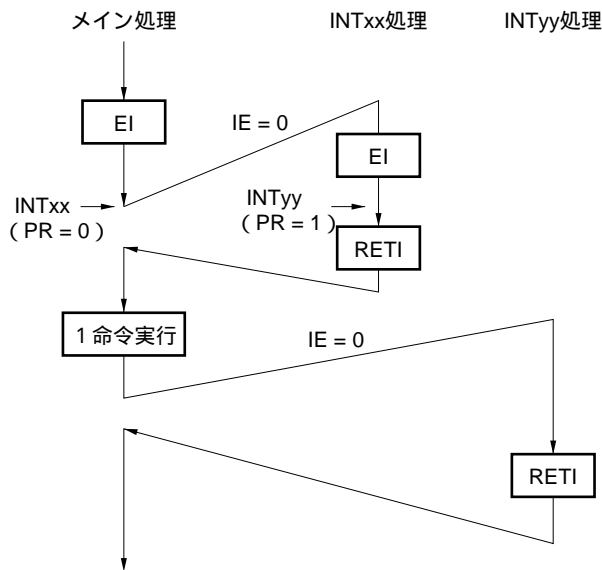 メイン処理
INTxx処理
INTyy処理
EI
IE = 0
EI
INTxx
( PR = 0 )
INTyy
( PR = 1 )
RETI
1 命令実行
IE = 0
RETI